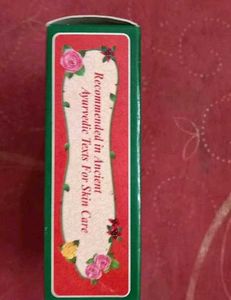 Recommended in Ancient
Ayurvedic Texts For Skin Care